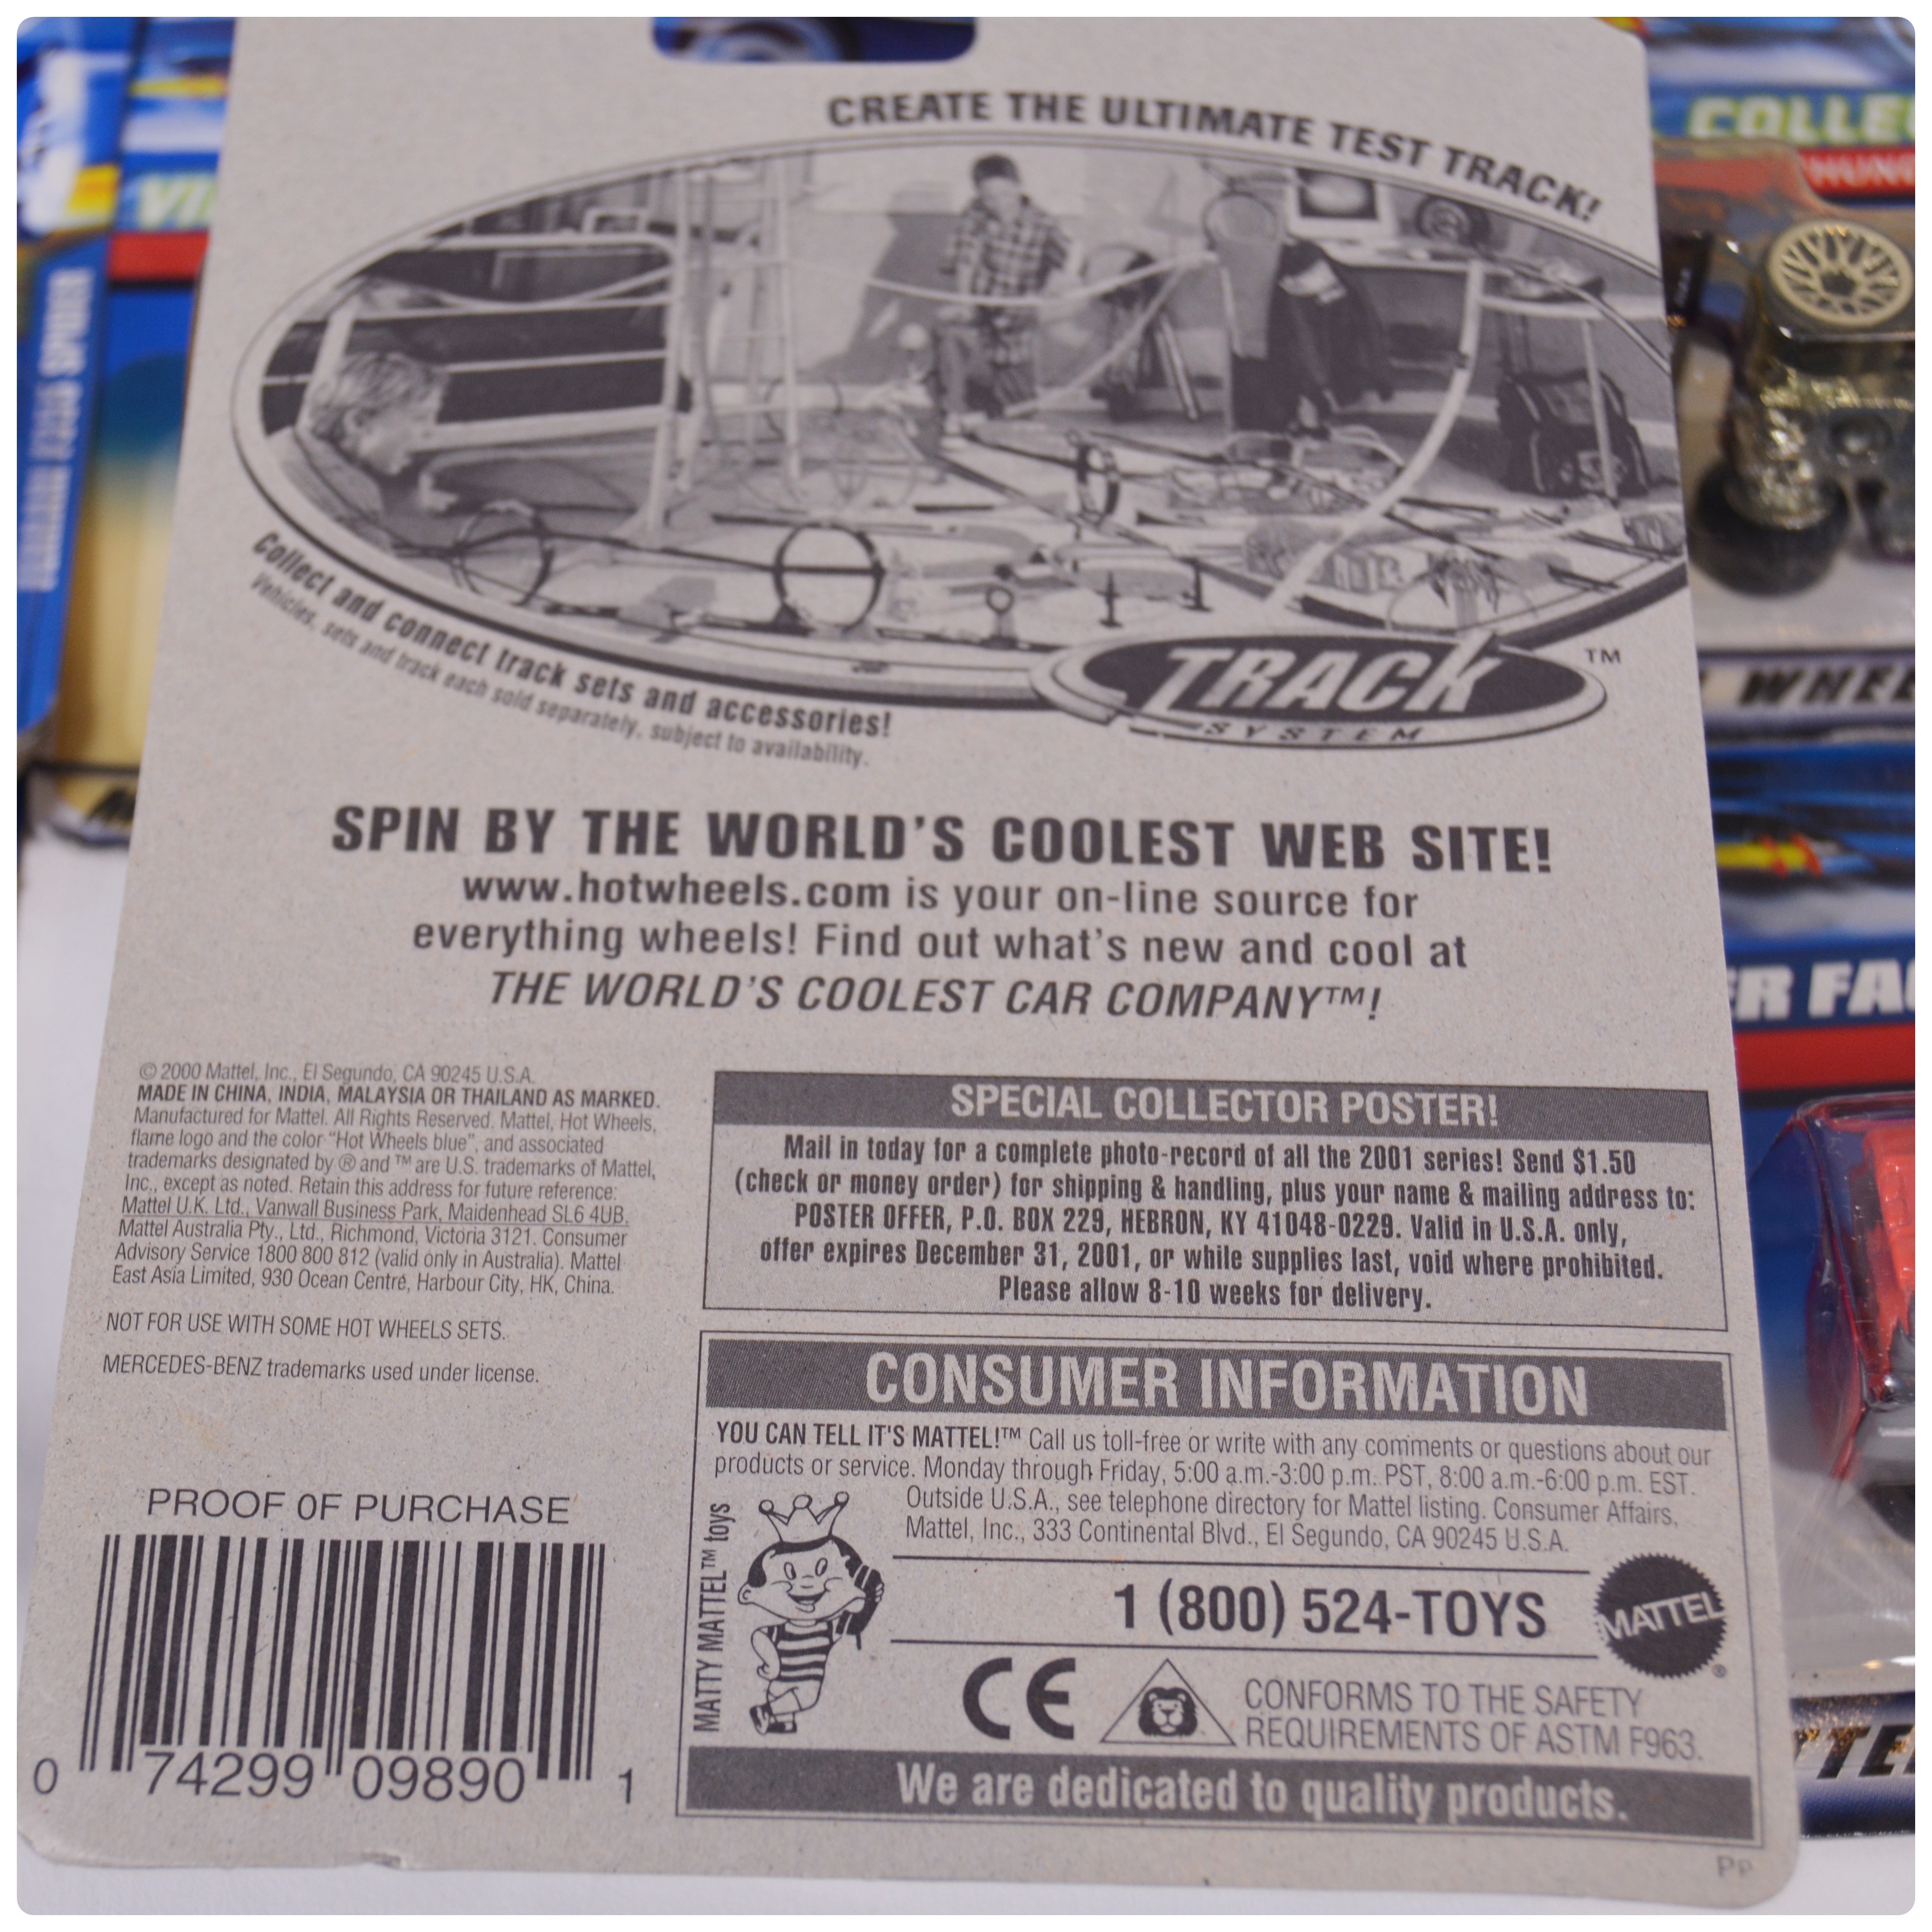 CREATE THE ULTIMATE TEST TRACK!
Collect and connect track sets and accessories!
Vehicles, sets and track each sold separately, subject to availability.
TRACK ™
SYSTEM
SPIN BY THE WORLD'S COOLEST WEB SITE!
www.hotwheels.com is your on-line source for
everything wheels! Find out what's new and cool at
THE WORLD'S COOLEST CAR COMPANY™!
© 2000 Mattel, Inc., El Segundo, CA 90245 U.S.A.
MADE IN CHINA, INDIA, MALAYSIA OR THAILAND AS MARKED.
Manufactured for Mattel. All Rights Reserved. Mattel, Hot Wheels,
flame logo and the color "Hot Wheels blue", and associated
trademarks designated by ® and ™ are U.S. trademarks of Mattel,
Inc., except as noted. Retain this address for future reference:
Mattel U.K. Ltd., Vanwall Business Park, Maidenhead SL6 4UB.
Mattel Australia Pty., Ltd., Richmond, Victoria 3121. Consumer
Advisory Service 1800 800 812 (valid only in Australia). Mattel
East Asia Limited, 930 Ocean Centre, Harbour City, HK, China.
NOT FOR USE WITH SOME HOT WHEELS SETS.
MERCEDES-BENZ trademarks used under license.
PROOF OF PURCHASE
0 74299 09890 1
SPECIAL COLLECTOR POSTER!
Mail in today for a complete photo-record of all the 2001 series! Send $1.50
(check or money order) for shipping & handling, plus your name & mailing address to:
POSTER OFFER, P.O. BOX 229, HEBRON, KY 41048-0229. Valid in U.S.A. only,
offer expires December 31, 2001, or while supplies last, void where prohibited.
Please allow 8-10 weeks for delivery.
CONSUMER INFORMATION
YOU CAN TELL IT'S MATTEL!™ Call us toll-free or write with any comments or questions about our
products or service. Monday through Friday, 5:00 a.m.-3:00 p.m. PST, 8:00 a.m.-6:00 p.m. EST.
Outside U.S.A., see telephone directory for Mattel listing. Consumer Affairs,
Mattel, Inc., 333 Continental Blvd., El Segundo, CA 90245 U.S.A.
MATTY MATTEL™ toys
1 (800) 524-TOYS
MATTEL ®
CE
CONFORMS TO THE SAFETY
REQUIREMENTS OF ASTM F963.
We are dedicated to quality products.
PP
SPIDER
COLLE
HUN
WHEE
ER FA